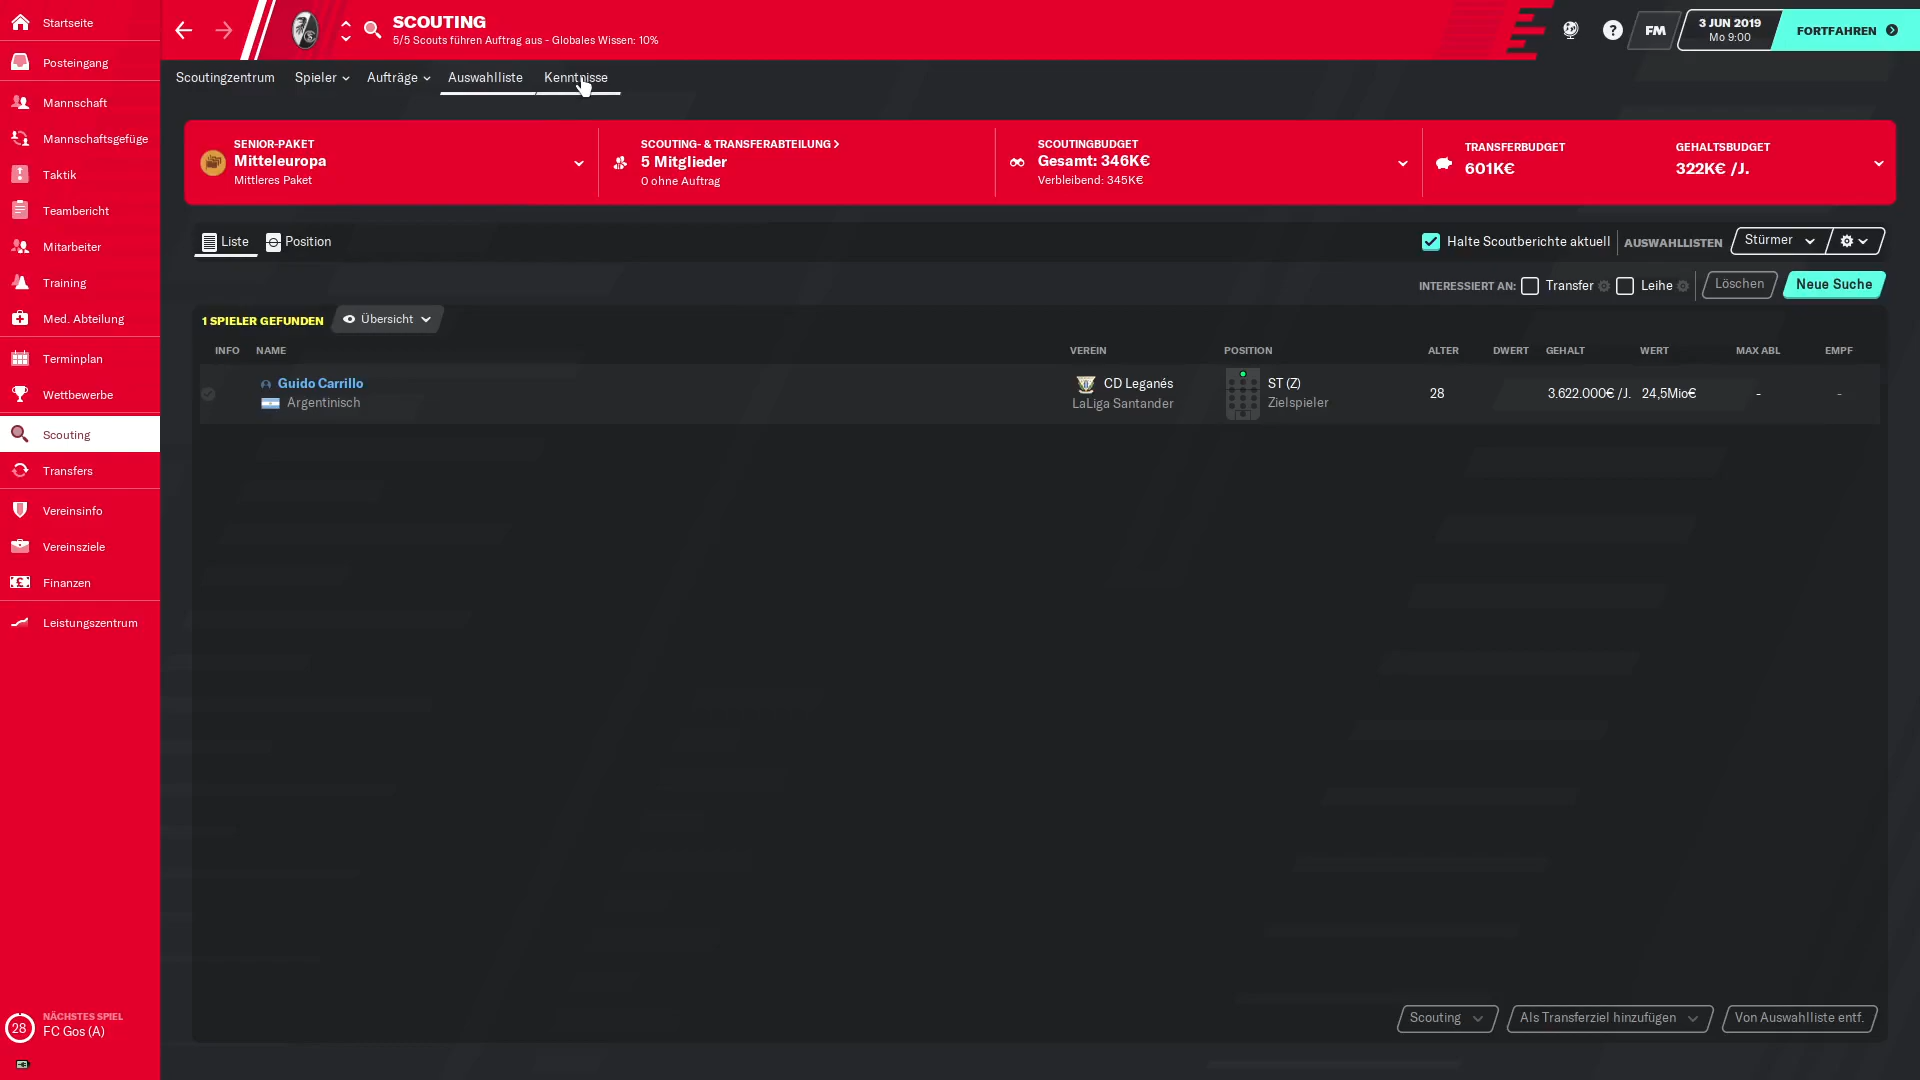 Startseite
Posteingang
Mannschaft
Mannschaftsgefüge
Taktik
Teambericht
Mitarbeiter
Training
Med. Abteilung
Terminplan
Wettbewerbe
Scouting
Transfers
Vereinsinfo
Vereinsziele
Finanzen
Leistungszentrum
28
NÄCHSTES SPIEL
FC Gos (A)
SCOUTING
5/5 Scouts führen Auftrag aus - Globales Wissen: 10%
?
FM
3 JUN 2019
Mo 9:00
FORTFAHREN
Scoutingzentrum
Spieler
Aufträge
Auswahlliste
Kenntnisse
SENIOR-PAKET
Mitteleuropa
Mittleres Paket
SCOUTING- & TRANSFERABTEILUNG
5 Mitglieder
0 ohne Auftrag
SCOUTINGBUDGET
Gesamt: 346K€
Verbleibend: 345K€
TRANSFERBUDGET
601K€
GEHALTSBUDGET
322K€ /J.
Liste
Position
Halte Scoutberichte aktuell
AUSWAHLLISTEN
Stürmer
INTERESSIERT AN:
Transfer
Leihe
Löschen
Neue Suche
1 SPIELER GEFUNDEN
Übersicht
INFO NAME VEREIN POSITION ALTER DWERT GEHALT WERT MAX ABL EMPF
Guido Carrillo
Argentinisch
CD Leganés
LaLiga Santander
ST (Z)
Zielspieler
28
3.622.000€ /J.
24,5Mio€
-
-
Scouting
Als Transferziel hinzufügen
Von Auswahlliste entf.